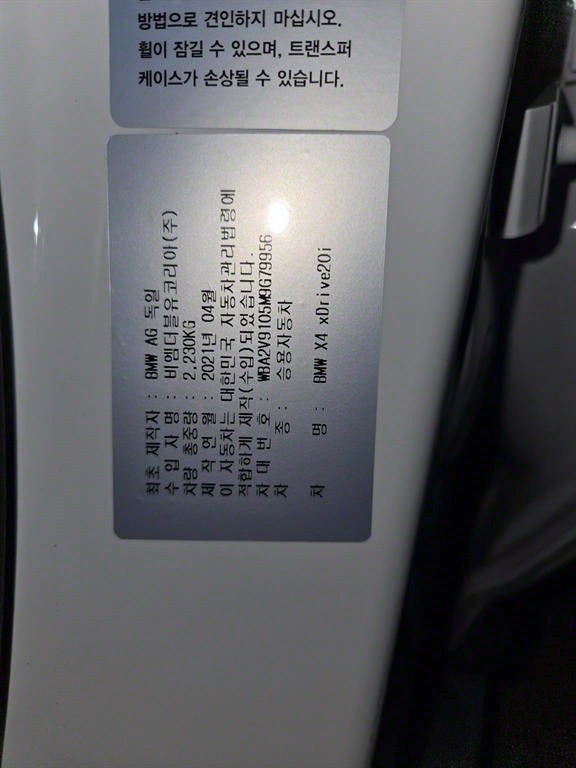 방법으로 견인하지 마십시오.
휠이 잠길 수 있으며, 트랜스퍼
케이스가 손상될 수 있습니다.
최초 제작자 : BMW AG 독일
수 입 자 명 : 비엠더블유코리아(주)
차량 총중량 : 2.230KG
제 작 연 월 : 2021년 04월
이 자동차는 대한민국 자동차관리법령에
적합하게 제작(수입)되었습니다.
차 대 번 호 : WBA2V9105M9G79956
차 종 : 승용자동차
차 명 : BMW X4 xDrive20i